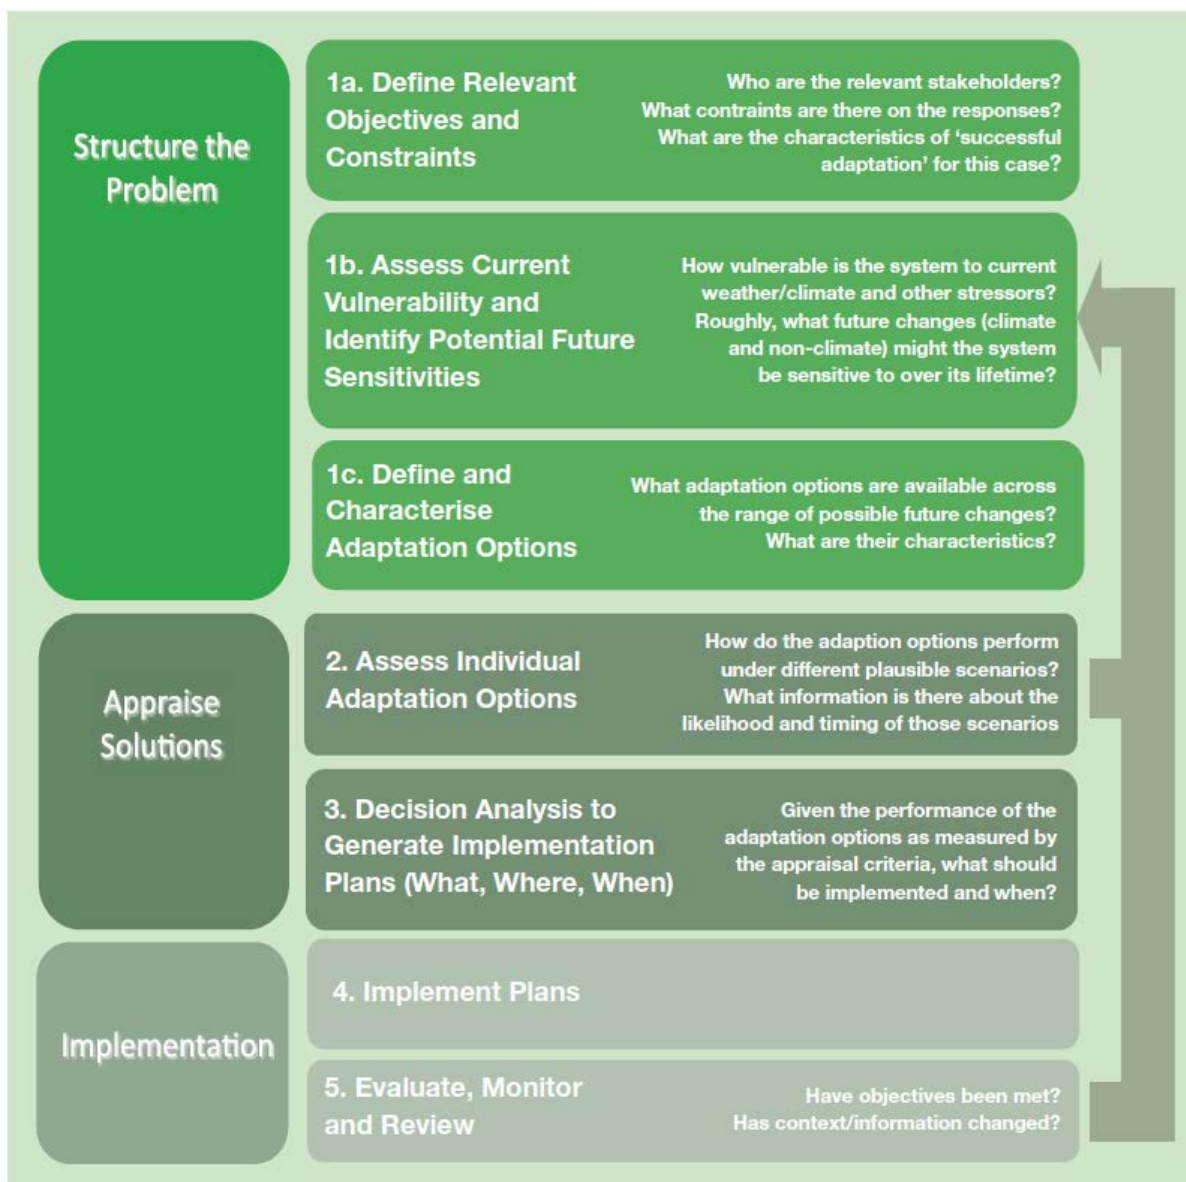 Structure the
Problem
1a. Define Relevant
Objectives and
Constraints
Who are the relevant stakeholders?
What contraints are there on the responses?
What are the characteristics of ‘successful
adaptation’ for this case?
1b. Assess Current
Vulnerability and
Identify Potential Future
Sensitivities
How vulnerable is the system to current
weather/climate and other stressors?
Roughly, what future changes (climate
and non-climate) might the system
be sensitive to over its lifetime?
1c. Define and
Characterise
Adaptation Options
What adaptation options are available across
the range of possible future changes?
What are their characteristics?
Appraise
Solutions
2. Assess Individual
Adaptation Options
How do the adaption options perform
under different plausible scenarios?
What information is there about the
likelihood and timing of those scenarios
3. Decision Analysis to
Generate Implementation
Plans (What, Where, When)
Given the performance of the
adaptation options as measured by
the appraisal criteria, what should
be implemented and when?
Implementation
4. Implement Plans
5. Evaluate, Monitor
and Review
Have objectives been met?
Has context/information changed?